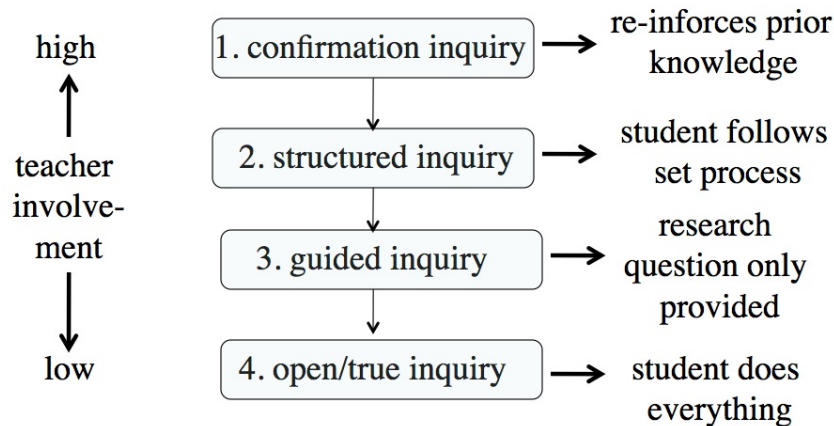 high
teacher
involve-
ment
low
1. confirmation inquiry
re-inforces prior
knowledge
2. structured inquiry
student follows
set process
3. guided inquiry
research
question only
provided
4. open/true inquiry
student does
everything